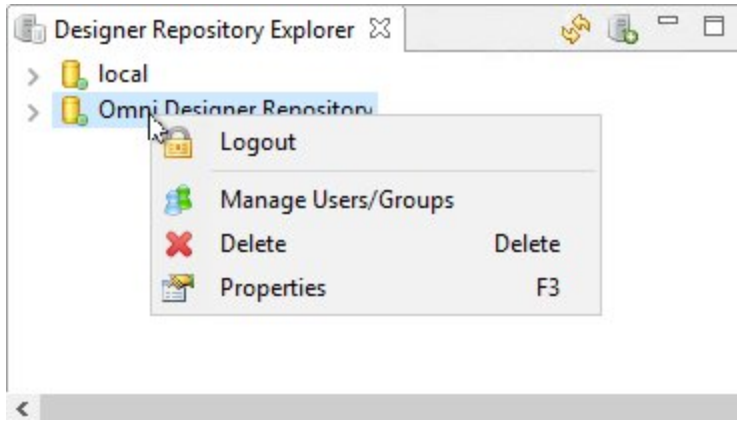 Designer Repository Explorer
local
Omni Designer Repository
Logout
Manage Users/Groups
Delete Delete
Properties F3